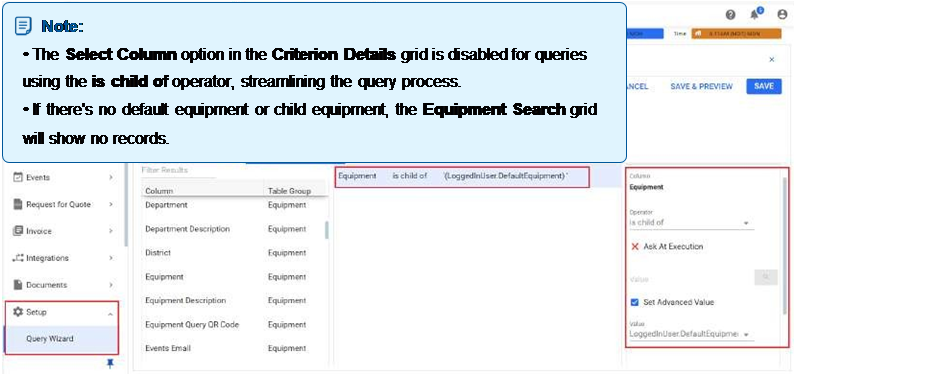 Note:
• The Select Column option in the Criterion Details grid is disabled for queries
using the is child of operator, streamlining the query process.
• If there's no default equipment or child equipment, the Equipment Search grid
will show no records.
Time
NCEL SAVE & PREVIEW SAVE
Events
Request for Quote
Invoice
Integrations
Documents
Setup
Query Wizard
Filter Results
Column Table Group
Department Equipment
Department Description Equipment
District Equipment
Equipment Equipment
Equipment Description Equipment
Equipment Query QR Code Equipment
Events Email Equipment
Equipment is child of '(LoggedInUser.DefaultEquipment) '
Column
Equipment
Operator
is child of
Ask At Execution
Value
Set Advanced Value
Value
LoggedInUser.DefaultEquipme